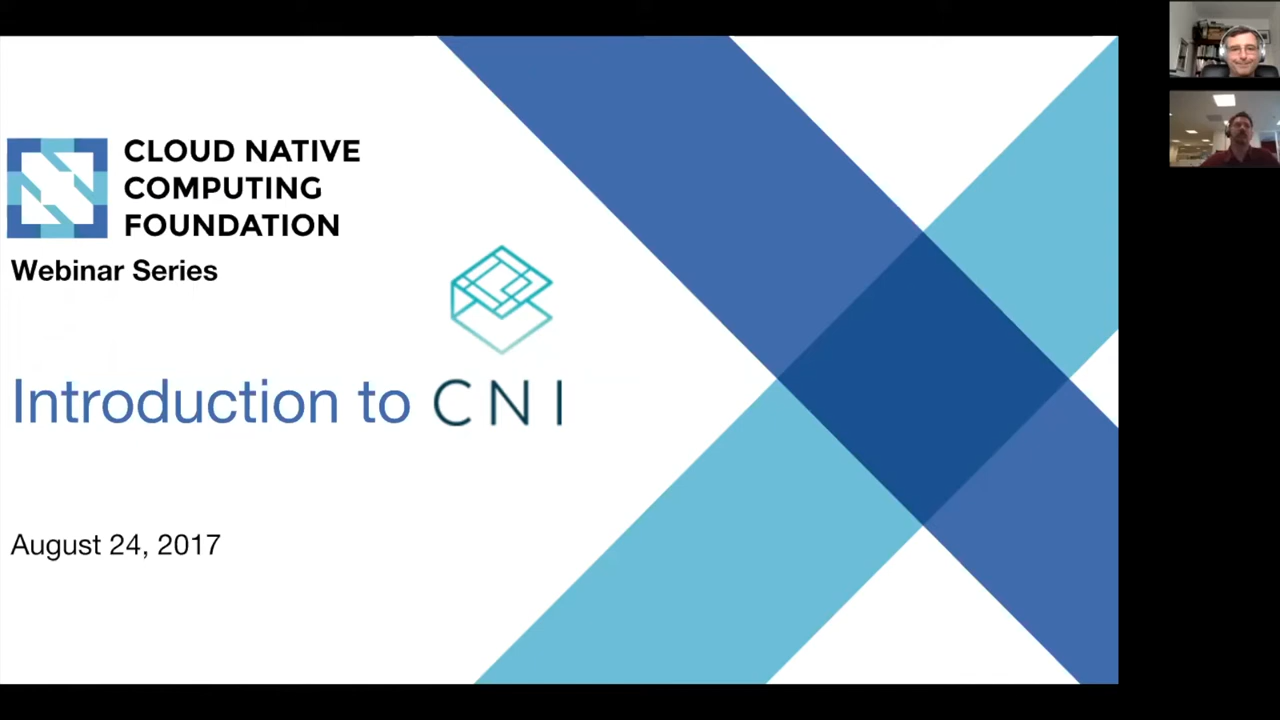 CLOUD NATIVE
COMPUTING
FOUNDATION
Webinar Series
Introduction to CNI
August 24, 2017